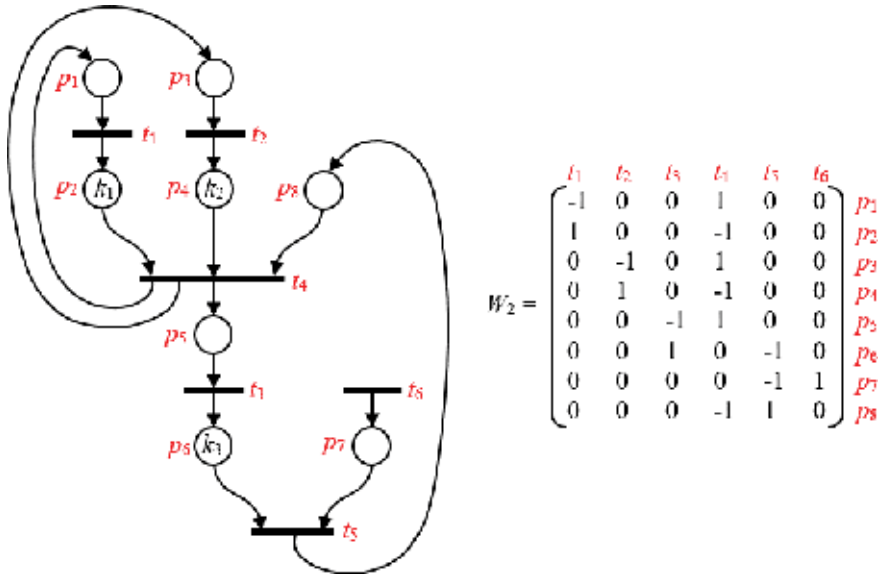 p₁ p₃
t₁ t₂
p₂ k₁ p₄ k₂ p₈
t₄
p₅
t₃ t₆
p₆ k₃ p₇
t₅
t₁ t₂ t₃ t₄ t₅ t₆
-1 0 0 1 0 0 p₁
1 0 0 -1 0 0 p₂
0 -1 0 1 0 0 p₃
0 1 0 -1 0 0 p₄
W₂ =
0 0 -1 1 0 0 p₅
0 0 1 0 -1 0 p₆
0 0 0 0 -1 1 p₇
0 0 0 -1 1 0 p₈